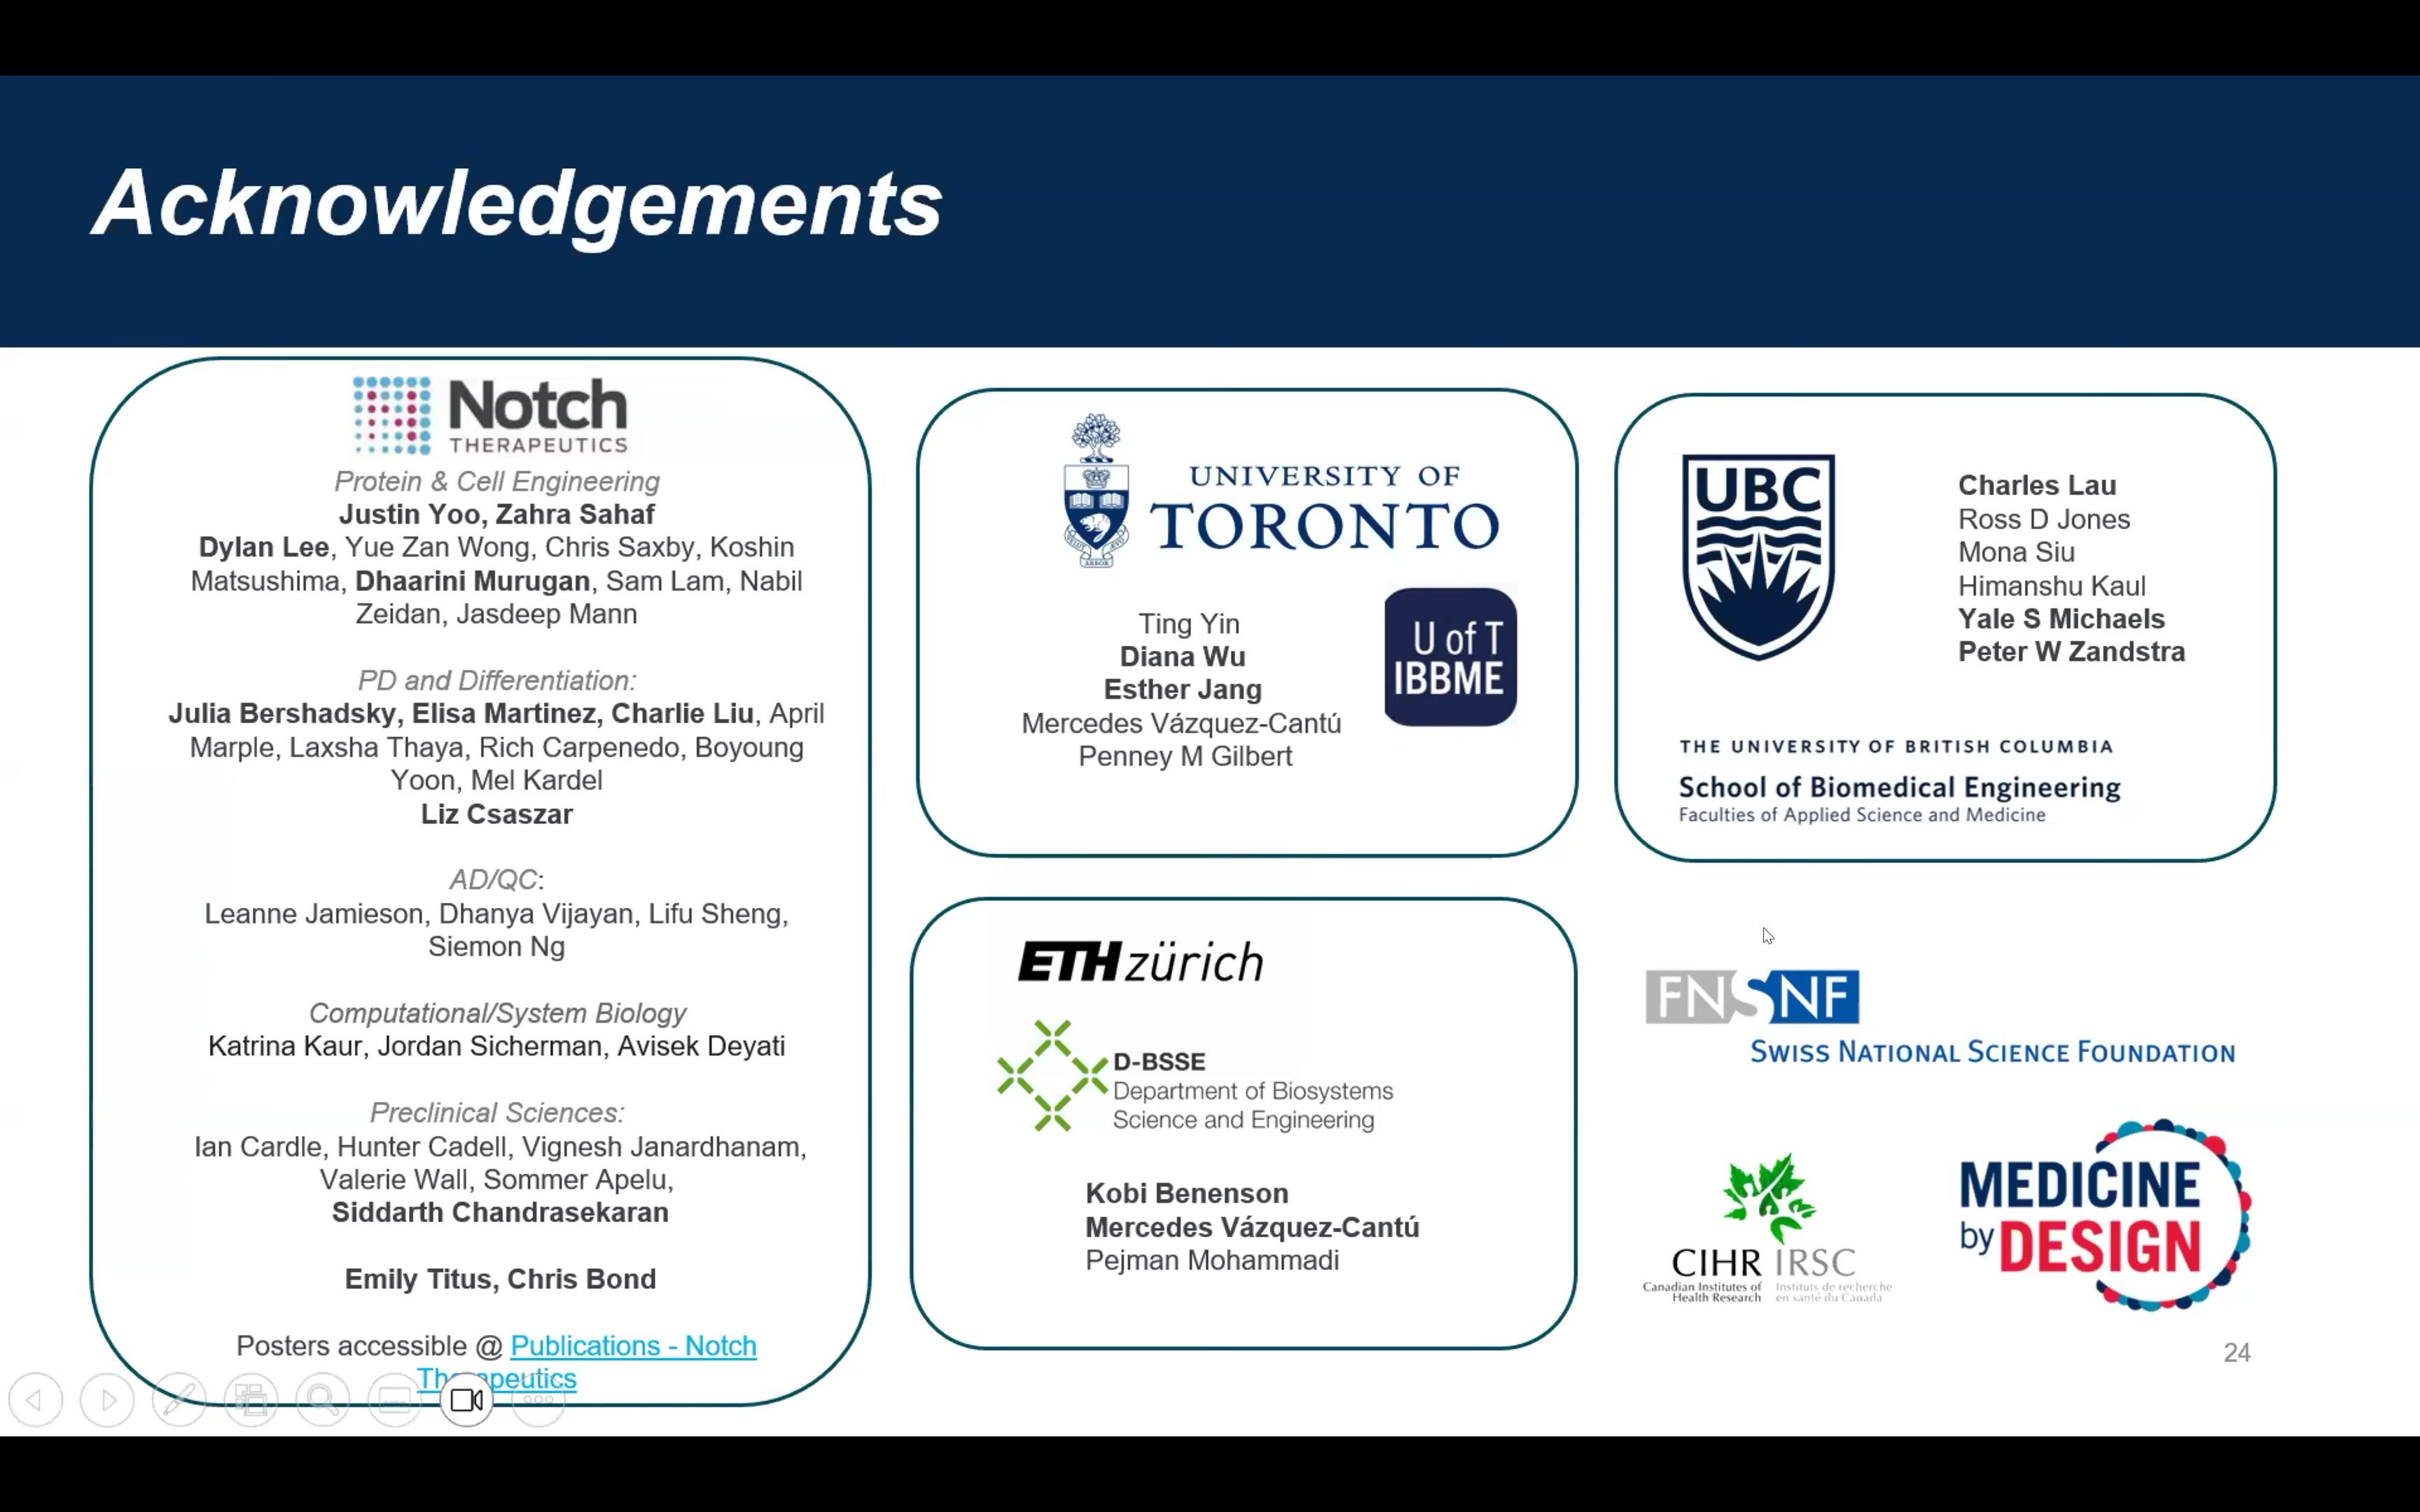 Acknowledgements
Notch
THERAPEUTICS
Protein & Cell Engineering
Justin Yoo, Zahra Sahaf
Dylan Lee, Yue Zan Wong, Chris Saxby, Koshin
Matsushima, Dhaarini Murugan, Sam Lam, Nabil
Zeidan, Jasdeep Mann
PD and Differentiation:
Julia Bershadsky, Elisa Martinez, Charlie Liu, April
Marple, Laxsha Thaya, Rich Carpenedo, Boyoung
Yoon, Mel Kardel
Liz Csaszar
AD/QC:
Leanne Jamieson, Dhanya Vijayan, Lifu Sheng,
Siemon Ng
Computational/System Biology
Katrina Kaur, Jordan Sicherman, Avisek Deyati
Preclinical Sciences:
Ian Cardle, Hunter Cadell, Vignesh Janardhanam,
Valerie Wall, Sommer Apelu,
Siddarth Chandrasekaran
Emily Titus, Chris Bond
Posters accessible @ Publications - Notch
Therapeutics
UNIVERSITY OF
TORONTO
Ting Yin
Diana Wu
Esther Jang
Mercedes Vázquez-Cantú
Penney M Gilbert
U of T
IBBME
UBC
Charles Lau
Ross D Jones
Mona Siu
Himanshu Kaul
Yale S Michaels
Peter W Zandstra
THE UNIVERSITY OF BRITISH COLUMBIA
School of Biomedical Engineering
Faculties of Applied Science and Medicine
ETH zürich
D-BSSE
Department of Biosystems
Science and Engineering
Kobi Benenson
Mercedes Vázquez-Cantú
Pejman Mohammadi
FNSNF
SWISS NATIONAL SCIENCE FOUNDATION
CIHR IRSC
Canadian Institutes of Instituts de recherche
Health Research en santé du Canada
MEDICINE
by DESIGN
24